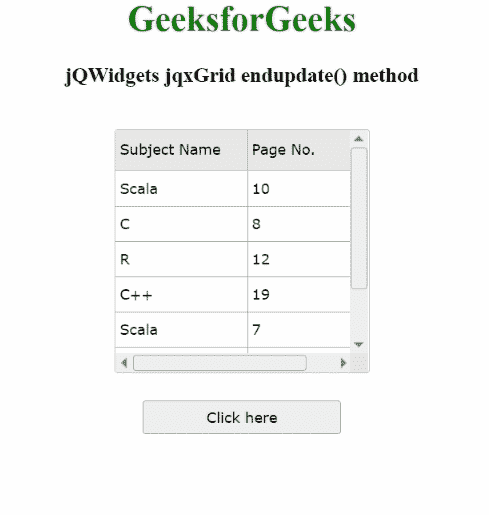 GeeksforGeeks
jQWidgets jqxGrid endupdate() method
Subject Name Page No.
Scala 10
C 8
R 12
C++ 19
Scala 7
Click here